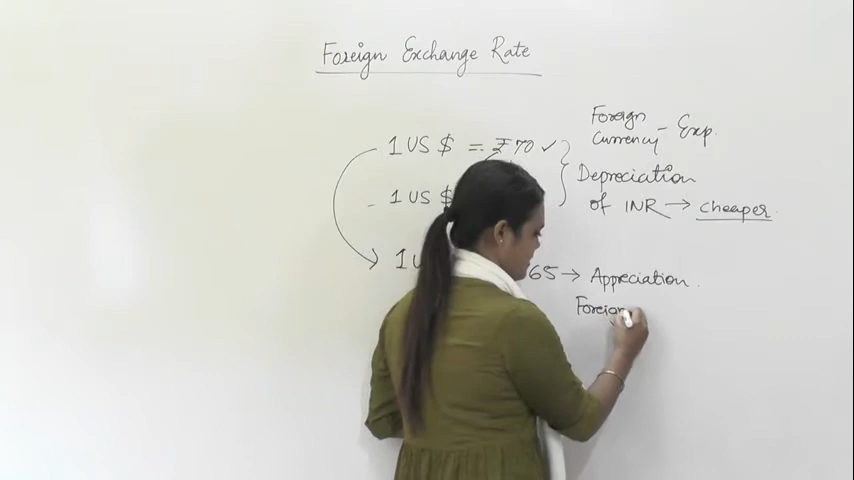 Foreign Exchange Rate
1 US $ = ₹ 70 ✓
Foreign
Currency - Exp.
1 US $
Depreciation
of INR → cheaper.
1 U
65 → Appreciation.
Foreign